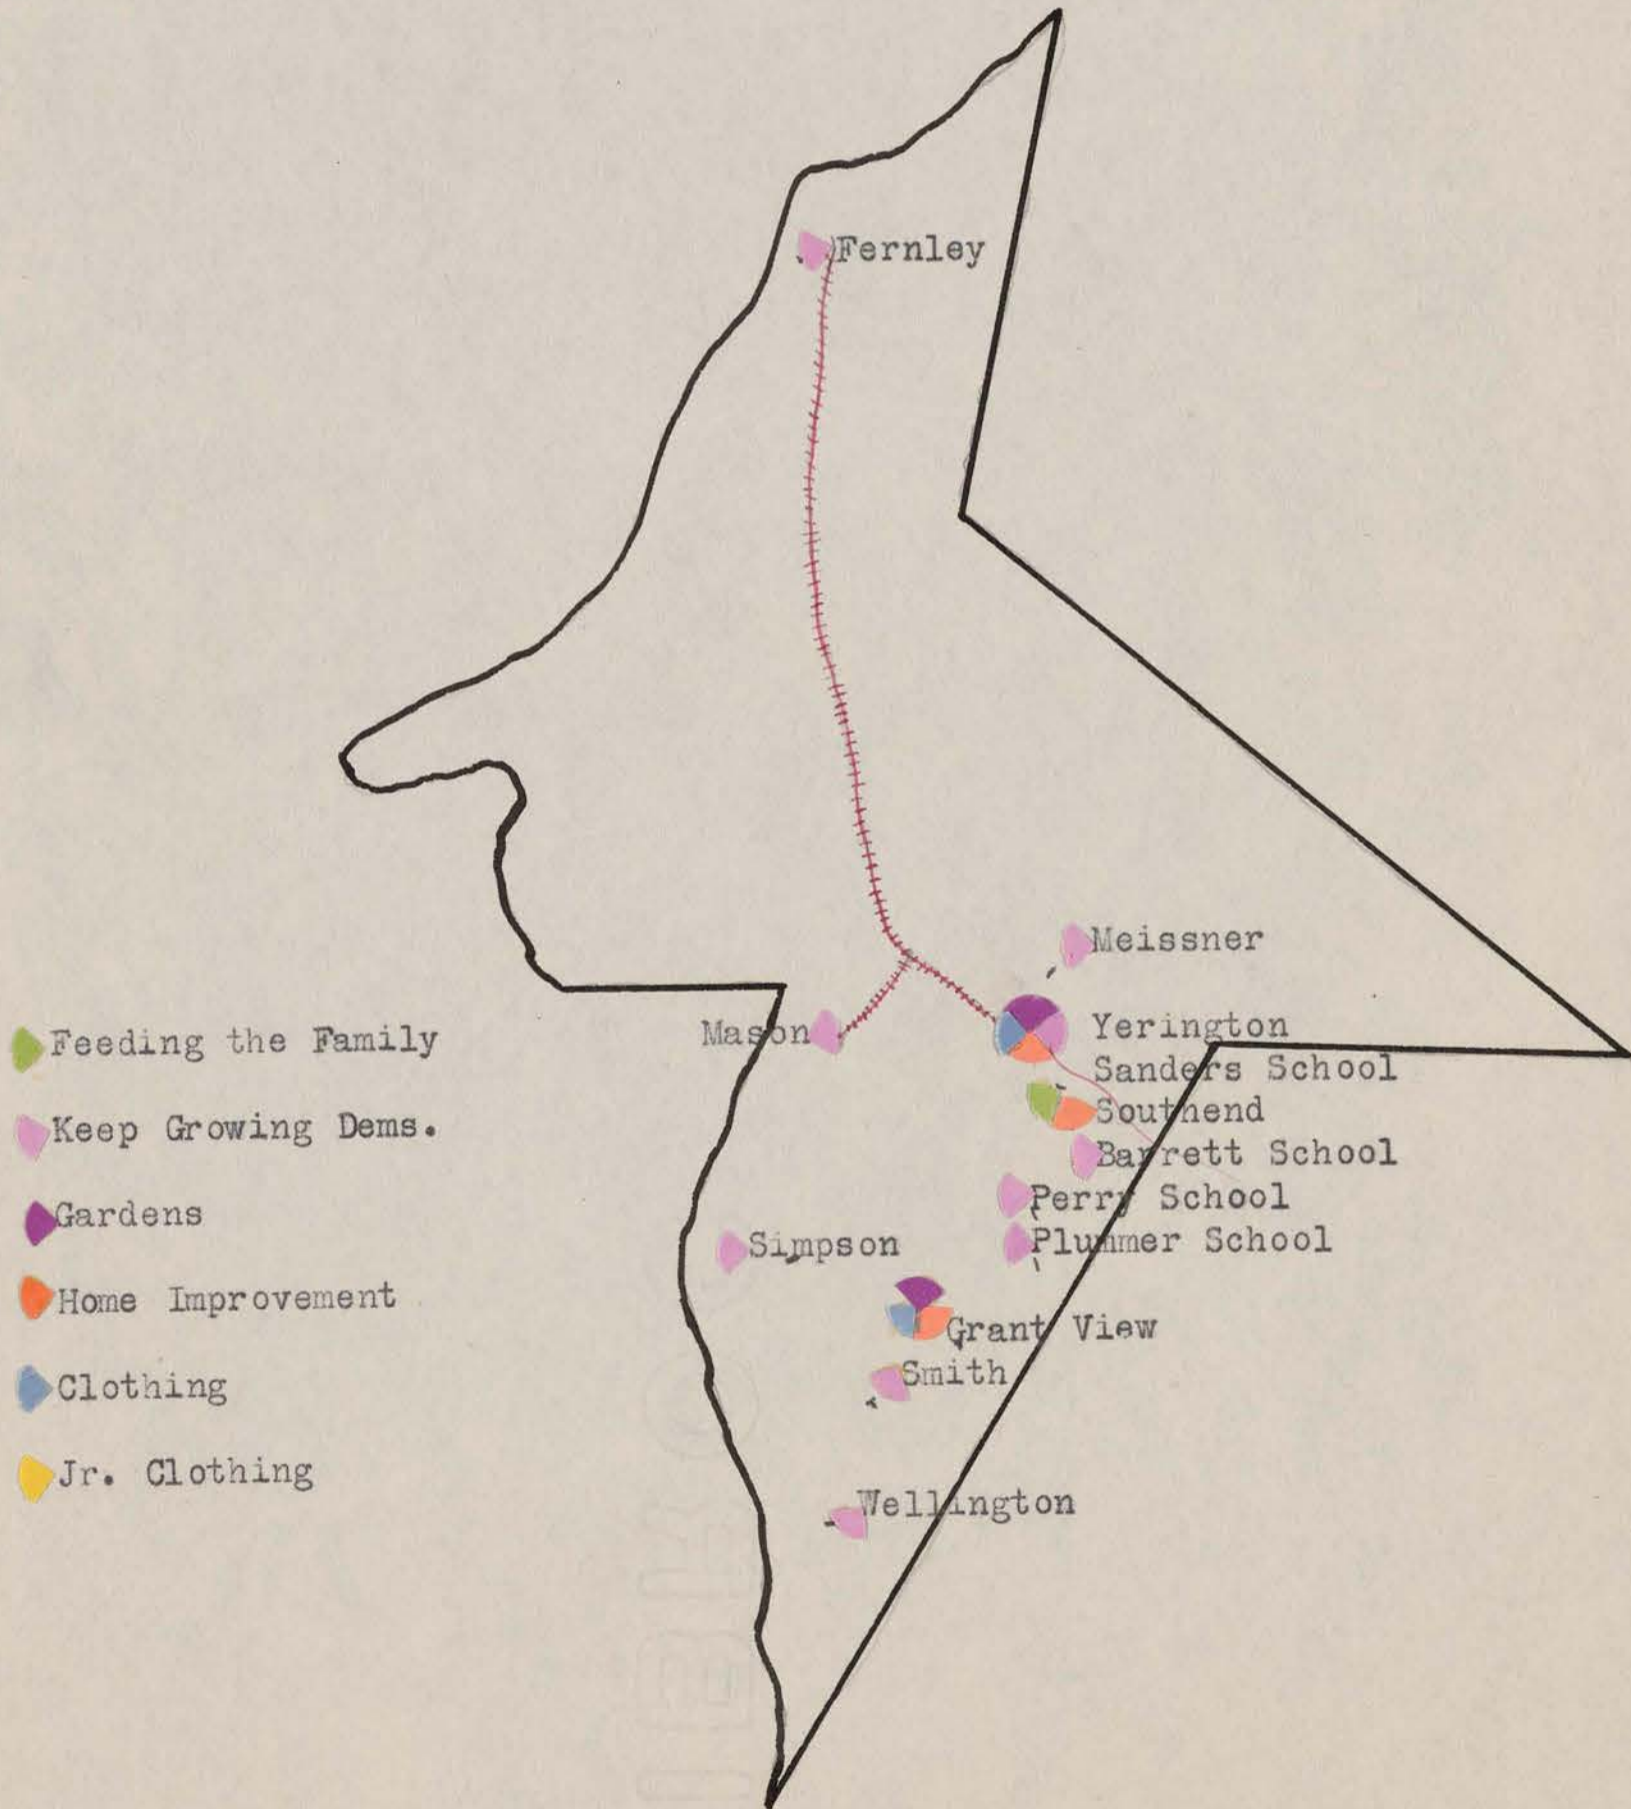 Fernley
Meissner
Yerington
Mason
Sanders School
Southend
Barrett School
Perry School
Plummer School
Simpson
Grant View
Smith
Wellington
Feeding the Family
Keep Growing Dems.
Gardens
Home Improvement
Clothing
Jr. Clothing